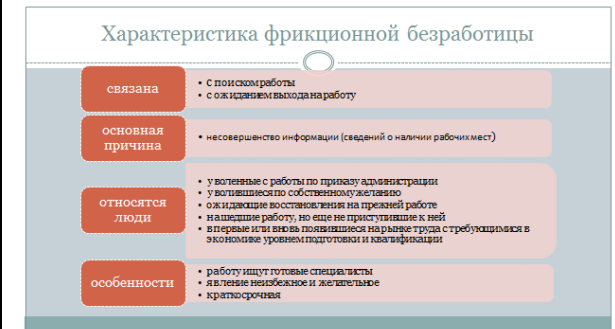 Характеристика фрикционной безработицы
связана
• с поиском работы
• с ожиданием выхода на работу
основная
причина
• несовершенство информации (сведений о наличии рабочих мест)
относятся
люди
• уволенные с работы по приказу администрации
• уволившиеся по собственному желанию
• ожидающие восстановления на прежней работе
• нашедшие работу, но еще не приступившие к ней
• впервые или вновь появившиеся на рынке труда с требующимися в
экономике уровнем подготовки и квалификации
особенности
• работу ищут готовые специалисты
• явление неизбежное и желательное
• краткосрочная